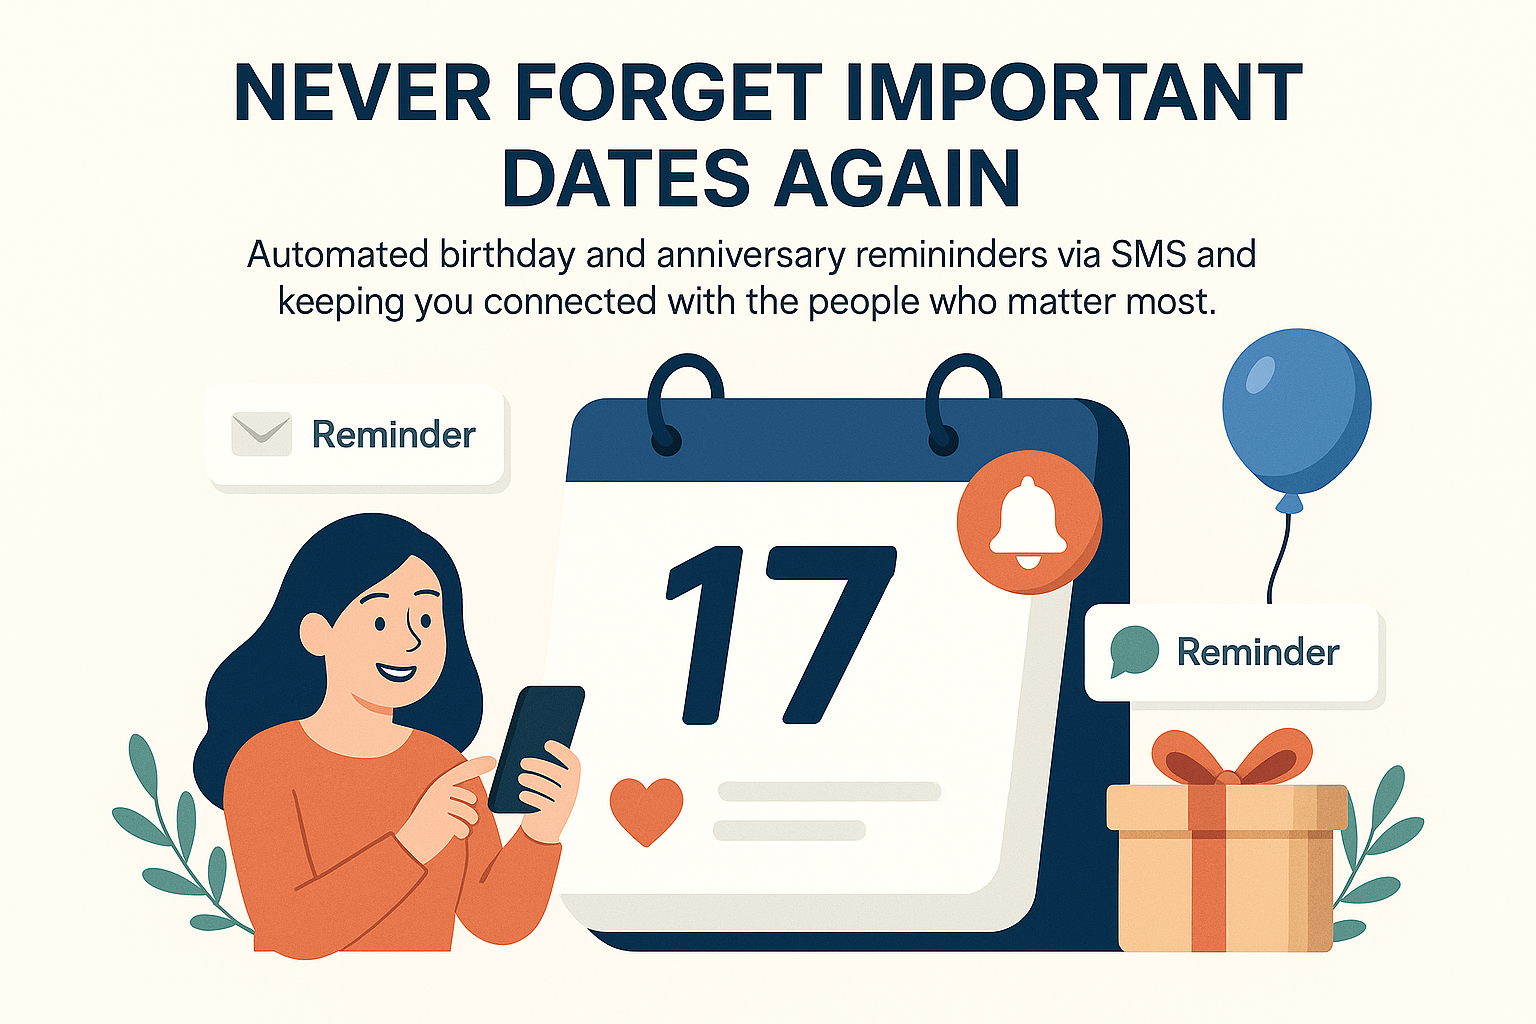 NEVER FORGET IMPORTANT
DATES AGAIN
Automated birthday and anniversary remininders via SMS and
keeping you connected with the people who matter most.
Reminder
17
Reminder